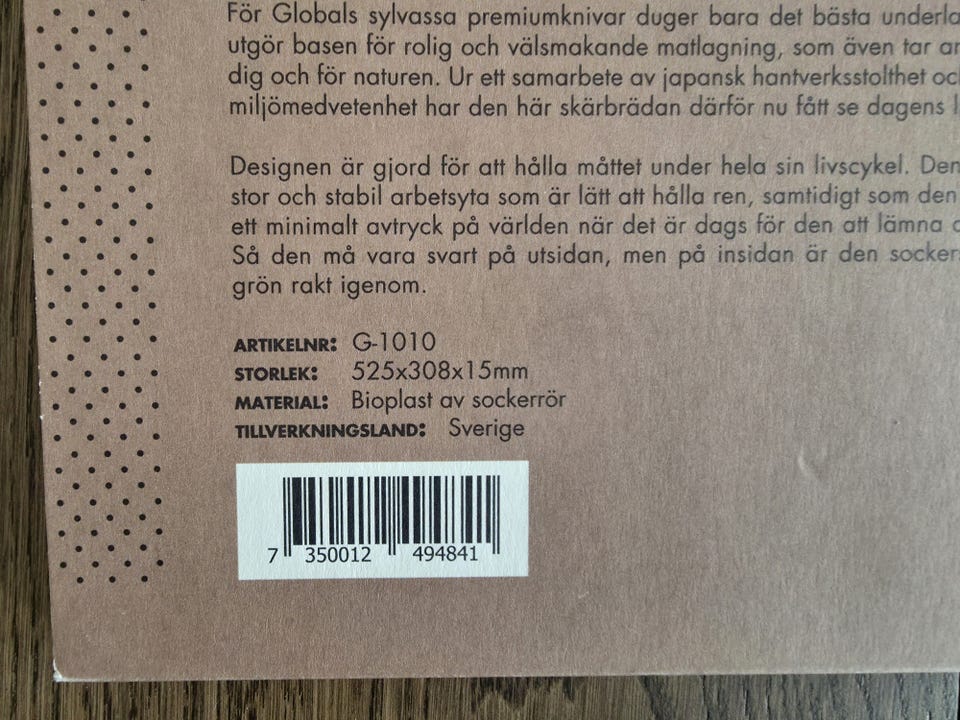 För Globals sylvassa premiumknivar duger bara det bästa
utgör basen för rolig och välsmakande matlagning, som även tar
dig och för naturen. Ur ett samarbete av japansk hantverksstolthet
miljömedvetenhet har den här skärbrädan därför nu fått se dagens
Designen är gjord för att hålla måttet under hela sin livscykel.
stor och stabil arbetsyta som är lätt att hålla ren, samtidigt som den
ett minimalt avtryck på världen när det är dags för den att lämna
Så den må vara svart på utsidan, men på insidan är den
grön rakt igenom.
ARTIKELNR: G-1010
STORLEK: 525x308x15mm
MATERIAL: Bioplast av sockerrör
TILLVERKNINGSLAND: Sverige
7 350012 494841